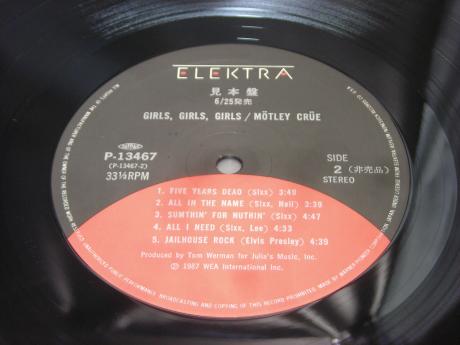 ELEKTRA
見本盤
6/25発売
GIRLS, GIRLS, GIRLS / MÖTLEY CRÜE
P-13467
(P-13467-2)
33⅓RPM
SIDE
2 (非売品)
STEREO
1. FIVE YEARS DEAD (Sixx) 3:49
2. ALL IN THE NAME (Sixx, Neil) 3:39
3. SUMTHIN' FOR NUTHIN' (Sixx) 4:47
4. ALL I NEED (Sixx, Lee) 4:33
5. JAILHOUSE ROCK (Elvis Presley) 4:39
Produced by Tom Werman for Julia's Music, Inc.
Ⓟ 1987 WEA International Inc.